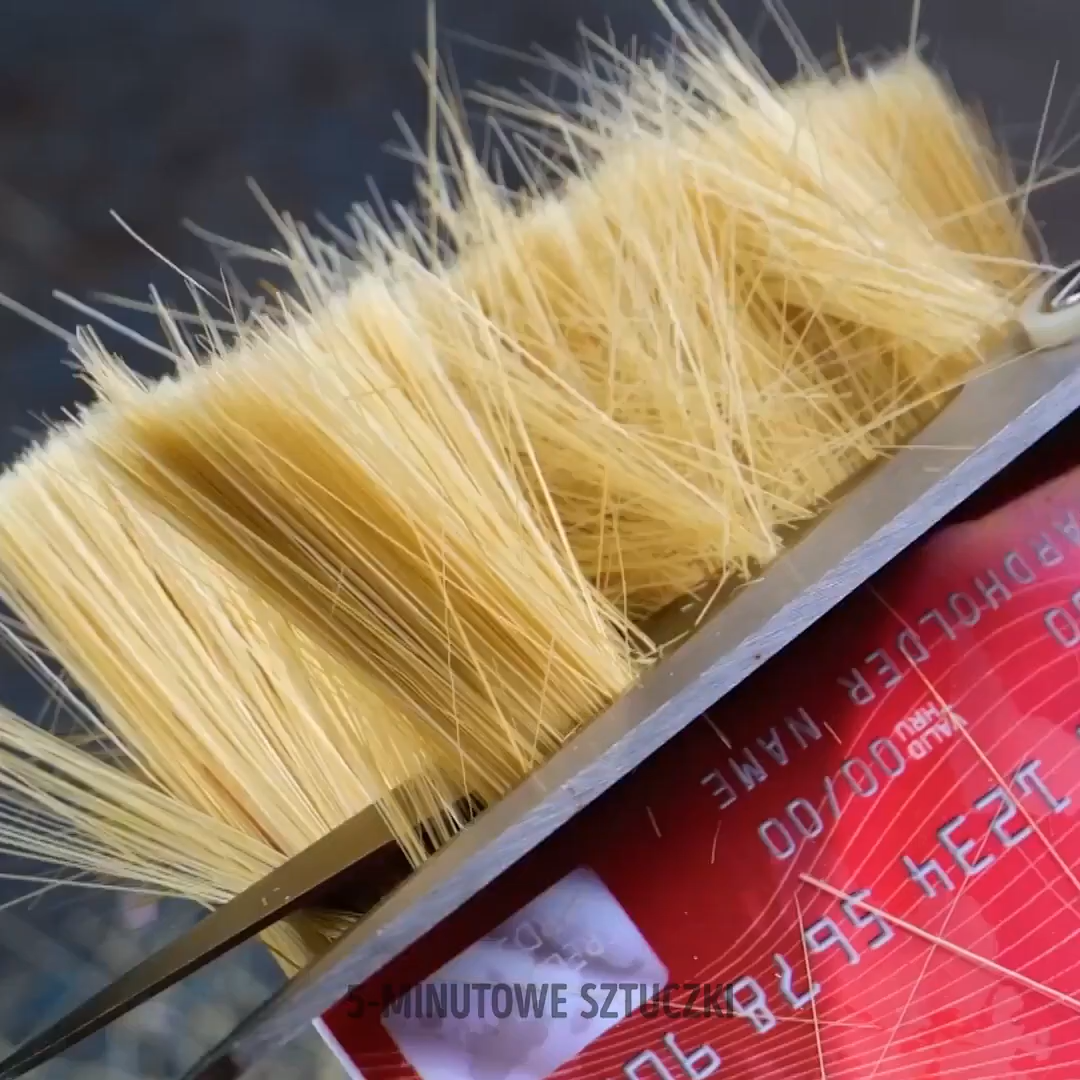 1234 5678 90
VALID
THRU
00/00
CARDHOLDER NAME
5-MINUTOWE SZTUCZKI